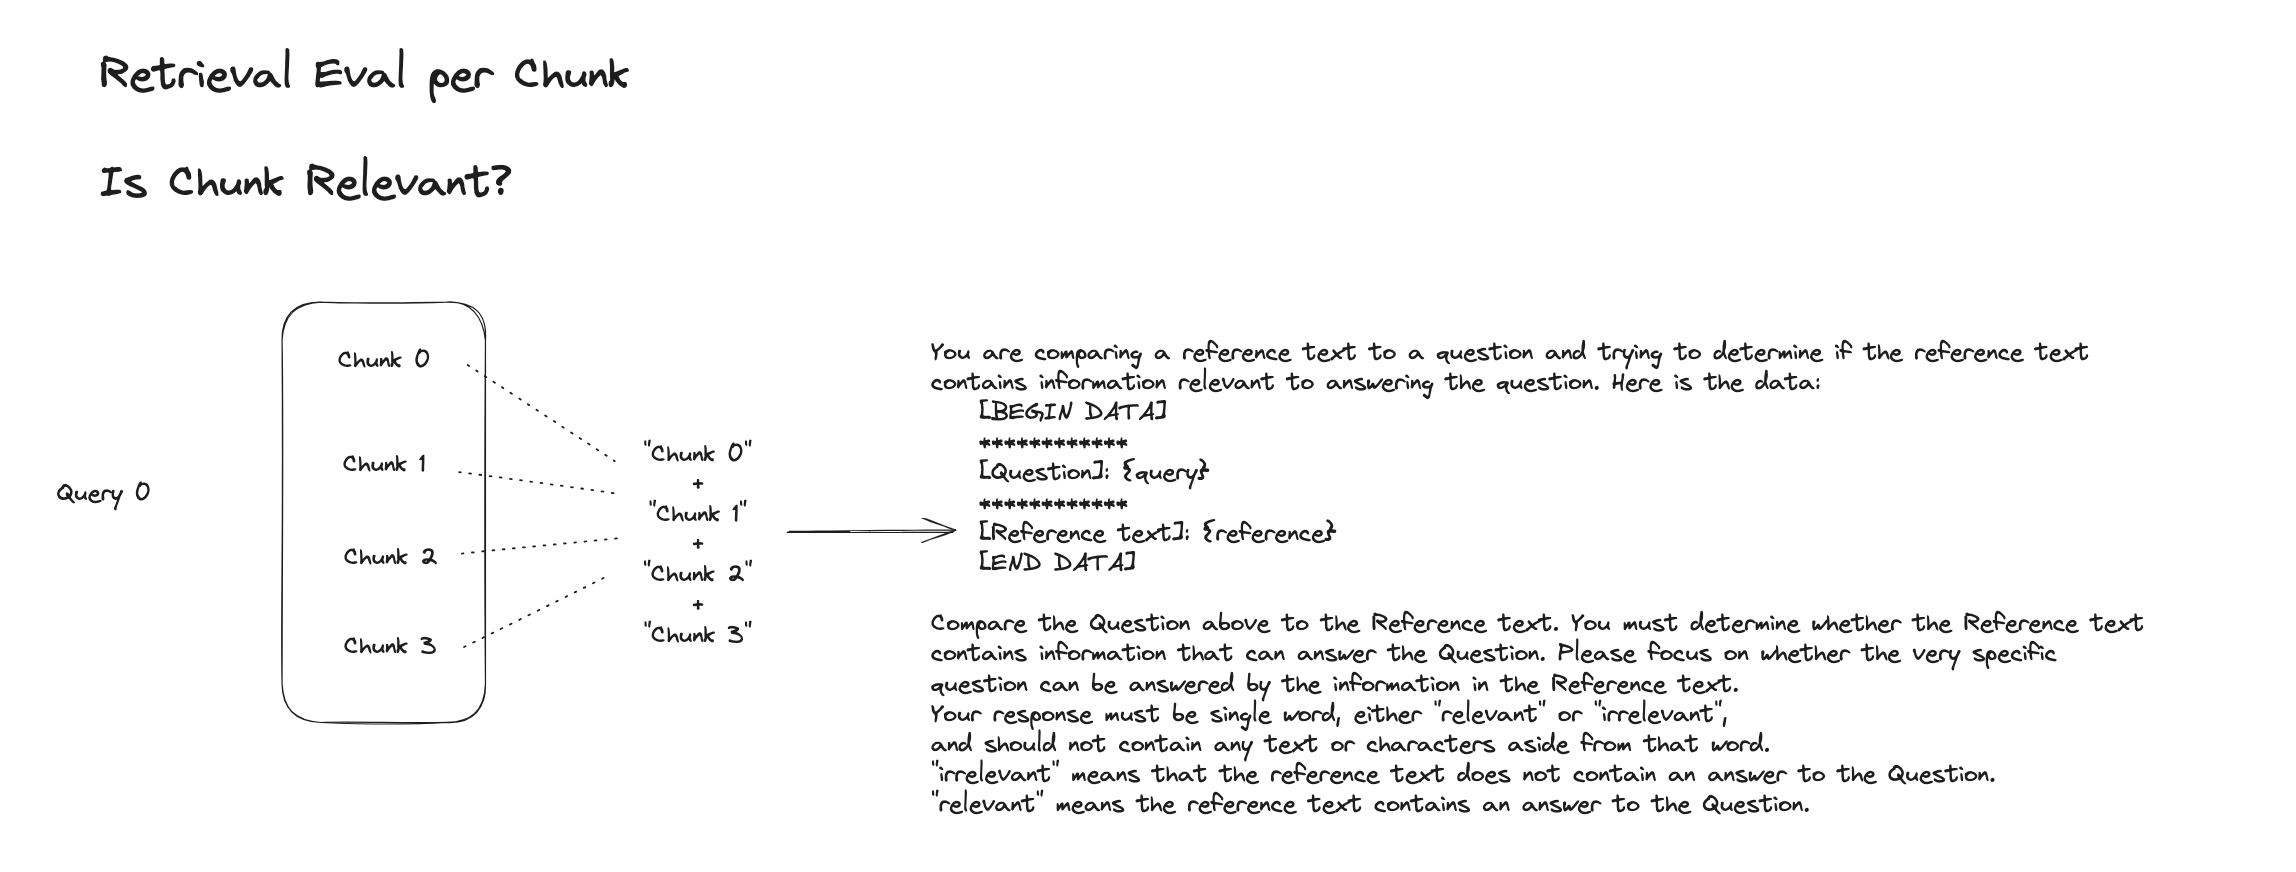 Retrieval Eval per Chunk
Is Chunk Relevant?
Query 0
Chunk 0
Chunk 1
Chunk 2
Chunk 3
"Chunk 0"
+
"Chunk 1"
+
"Chunk 2"
+
"Chunk 3"
You are comparing a reference text to a question and trying to determine if the reference text
contains information relevant to answering the question. Here is the data:
[BEGIN DATA]
************
[Question]: {query}
************
[Reference text]: {reference}
[END DATA]
Compare the Question above to the Reference text. You must determine whether the Reference text
contains information that can answer the Question. Please focus on whether the very specific
question can be answered by the information in the Reference text.
Your response must be single word, either "relevant" or "irrelevant",
and should not contain any text or characters aside from that word.
"irrelevant" means that the reference text does not contain an answer to the Question.
"relevant" means the reference text contains an answer to the Question.